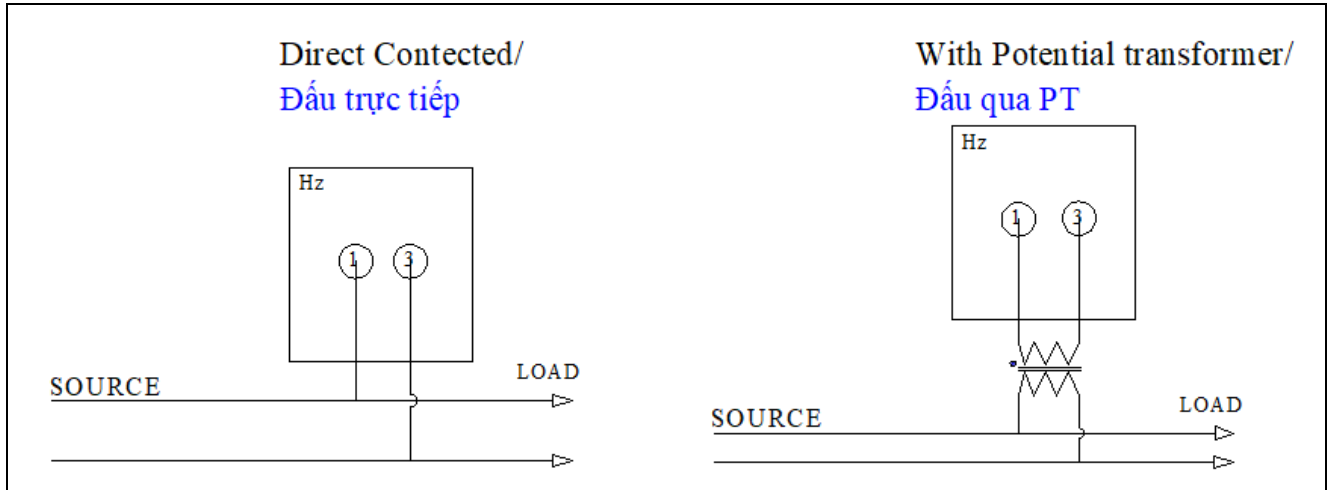 Direct Contected/
Đấu trực tiếp
Hz
1 3
SOURCE
LOAD
With Potential transformer/
Đấu qua PT
Hz
1 3
SOURCE
LOAD